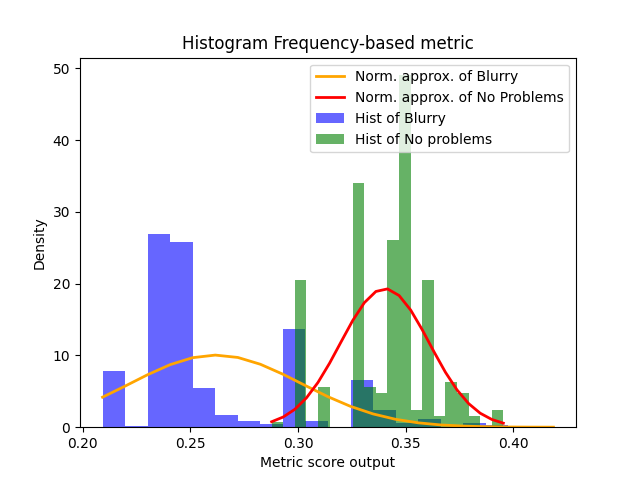 Histogram Frequency-based metric
Norm. approx. of Blurry
Norm. approx. of No Problems
Hist of Blurry
Hist of No problems
Density
50
40
30
20
10
0
0.20 0.25 0.30 0.35 0.40
Metric score output